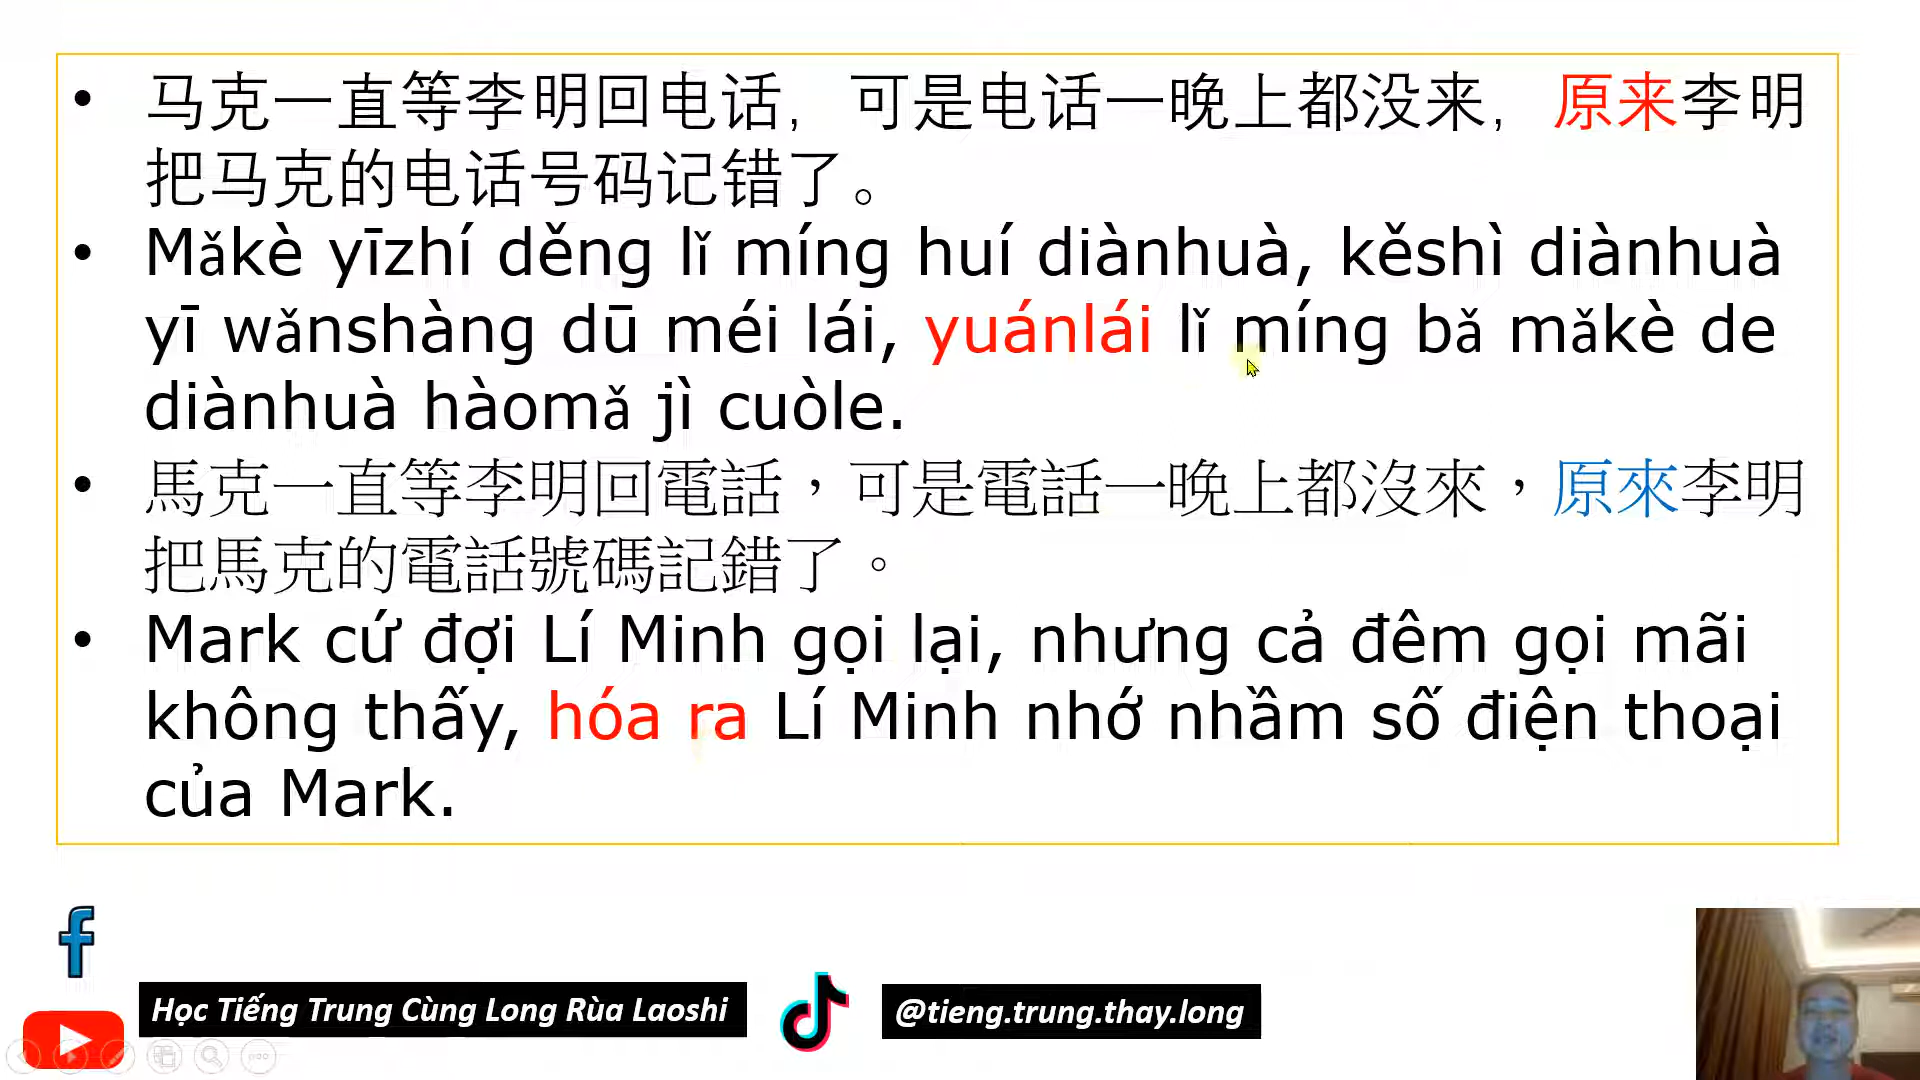 • 马克一直等李明回电话，可是电话一晚上都没来，原来李明
把马克的电话号码记错了。
• Mǎkè yīzhí děng lǐ míng huí diànhuà, kěshì diànhuà
yī wǎnshàng dū méi lái, yuánlái lǐ míng bǎ mǎkè de
diànhuà hàomǎ jì cuòle.
• 馬克一直等李明回電話，可是電話一晚上都沒來，原來李明
把馬克的電話號碼記錯了。
• Mark cứ đợi Lí Minh gọi lại, nhưng cả đêm gọi mãi
không thấy, hóa ra Lí Minh nhớ nhầm số điện thoại
của Mark.
Học Tiếng Trung Cùng Long Rùa Laoshi
@tieng.trung.thay.long